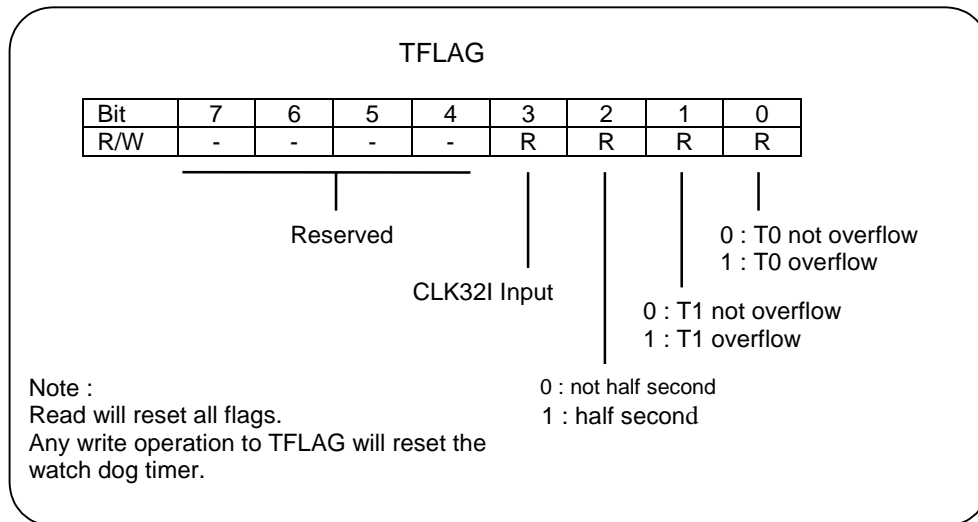 TFLAG
Bit 7 6 5 4 3 2 1 0
R/W - - - - R R R R
Reserved
CLK32I Input
0 : T0 not overflow
1 : T0 overflow
0 : T1 not overflow
1 : T1 overflow
0 : not half second
1 : half second
Note :
Read will reset all flags.
Any write operation to TFLAG will reset the
watch dog timer.